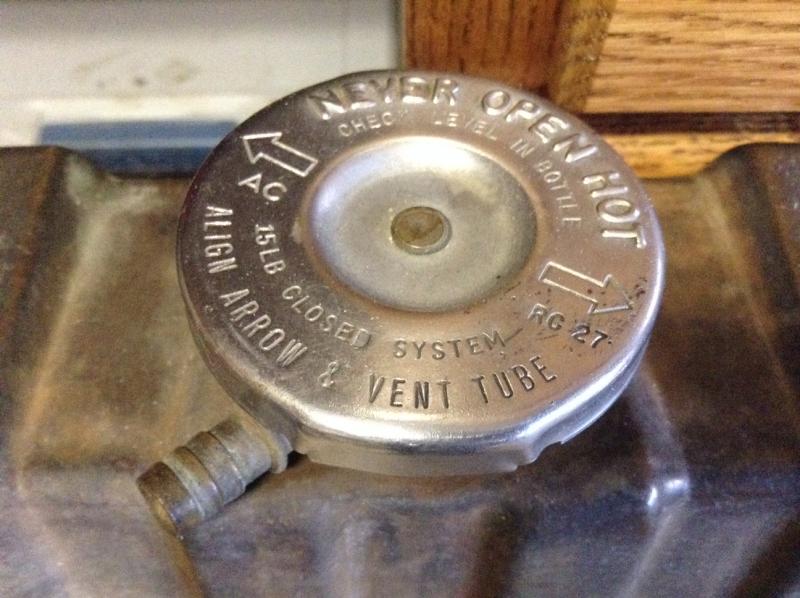 NEVER OPEN HOT
CHECK LEVEL IN BOTTLE
AC
RC 27
15LB CLOSED SYSTEM
ALIGN ARROW & VENT TUBE